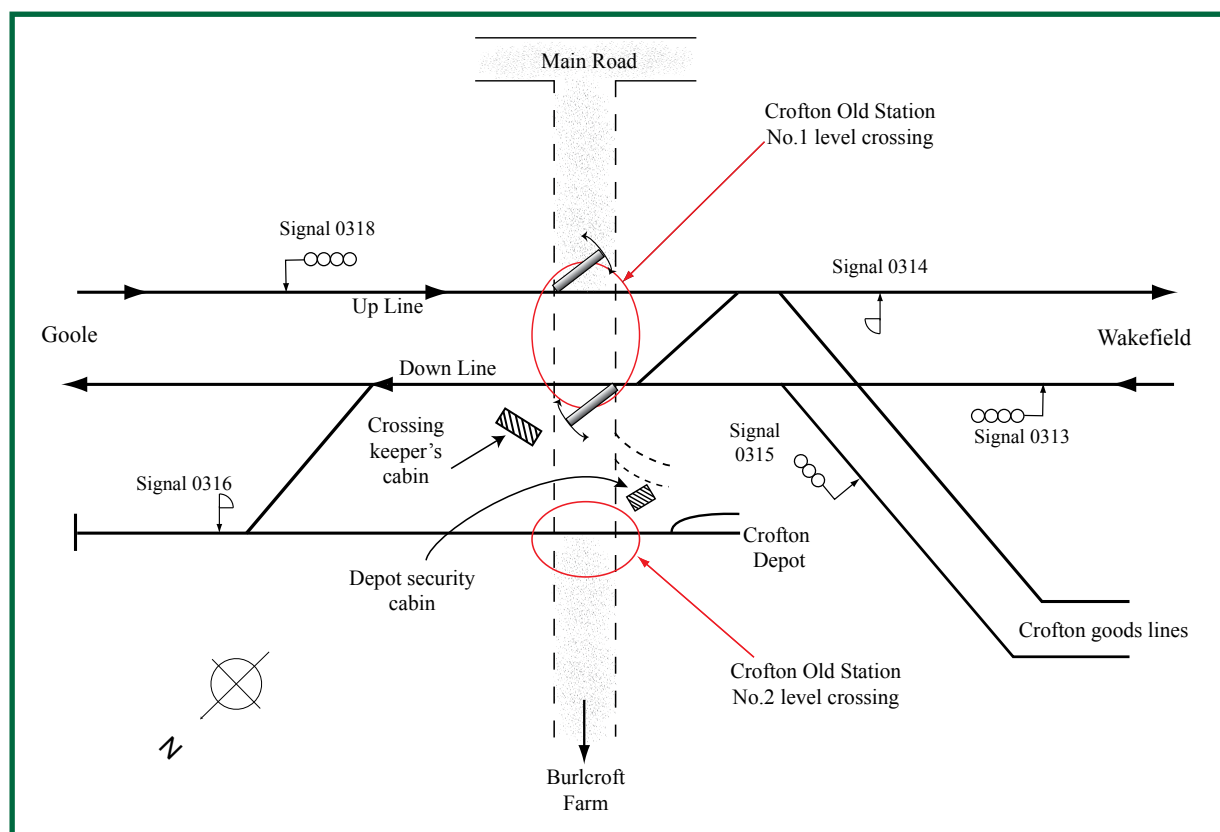 Main Road
Crofton Old Station
No.1 level crossing
Signal 0318
Signal 0314
Up Line
Goole
Wakefield
Down Line
Crossing
keeper's
cabin
Signal
0315
Signal 0313
Signal 0316
Depot security
cabin
Crofton
Depot
Crofton goods lines
Crofton Old Station
No.2 level crossing
N
Burlcroft
Farm